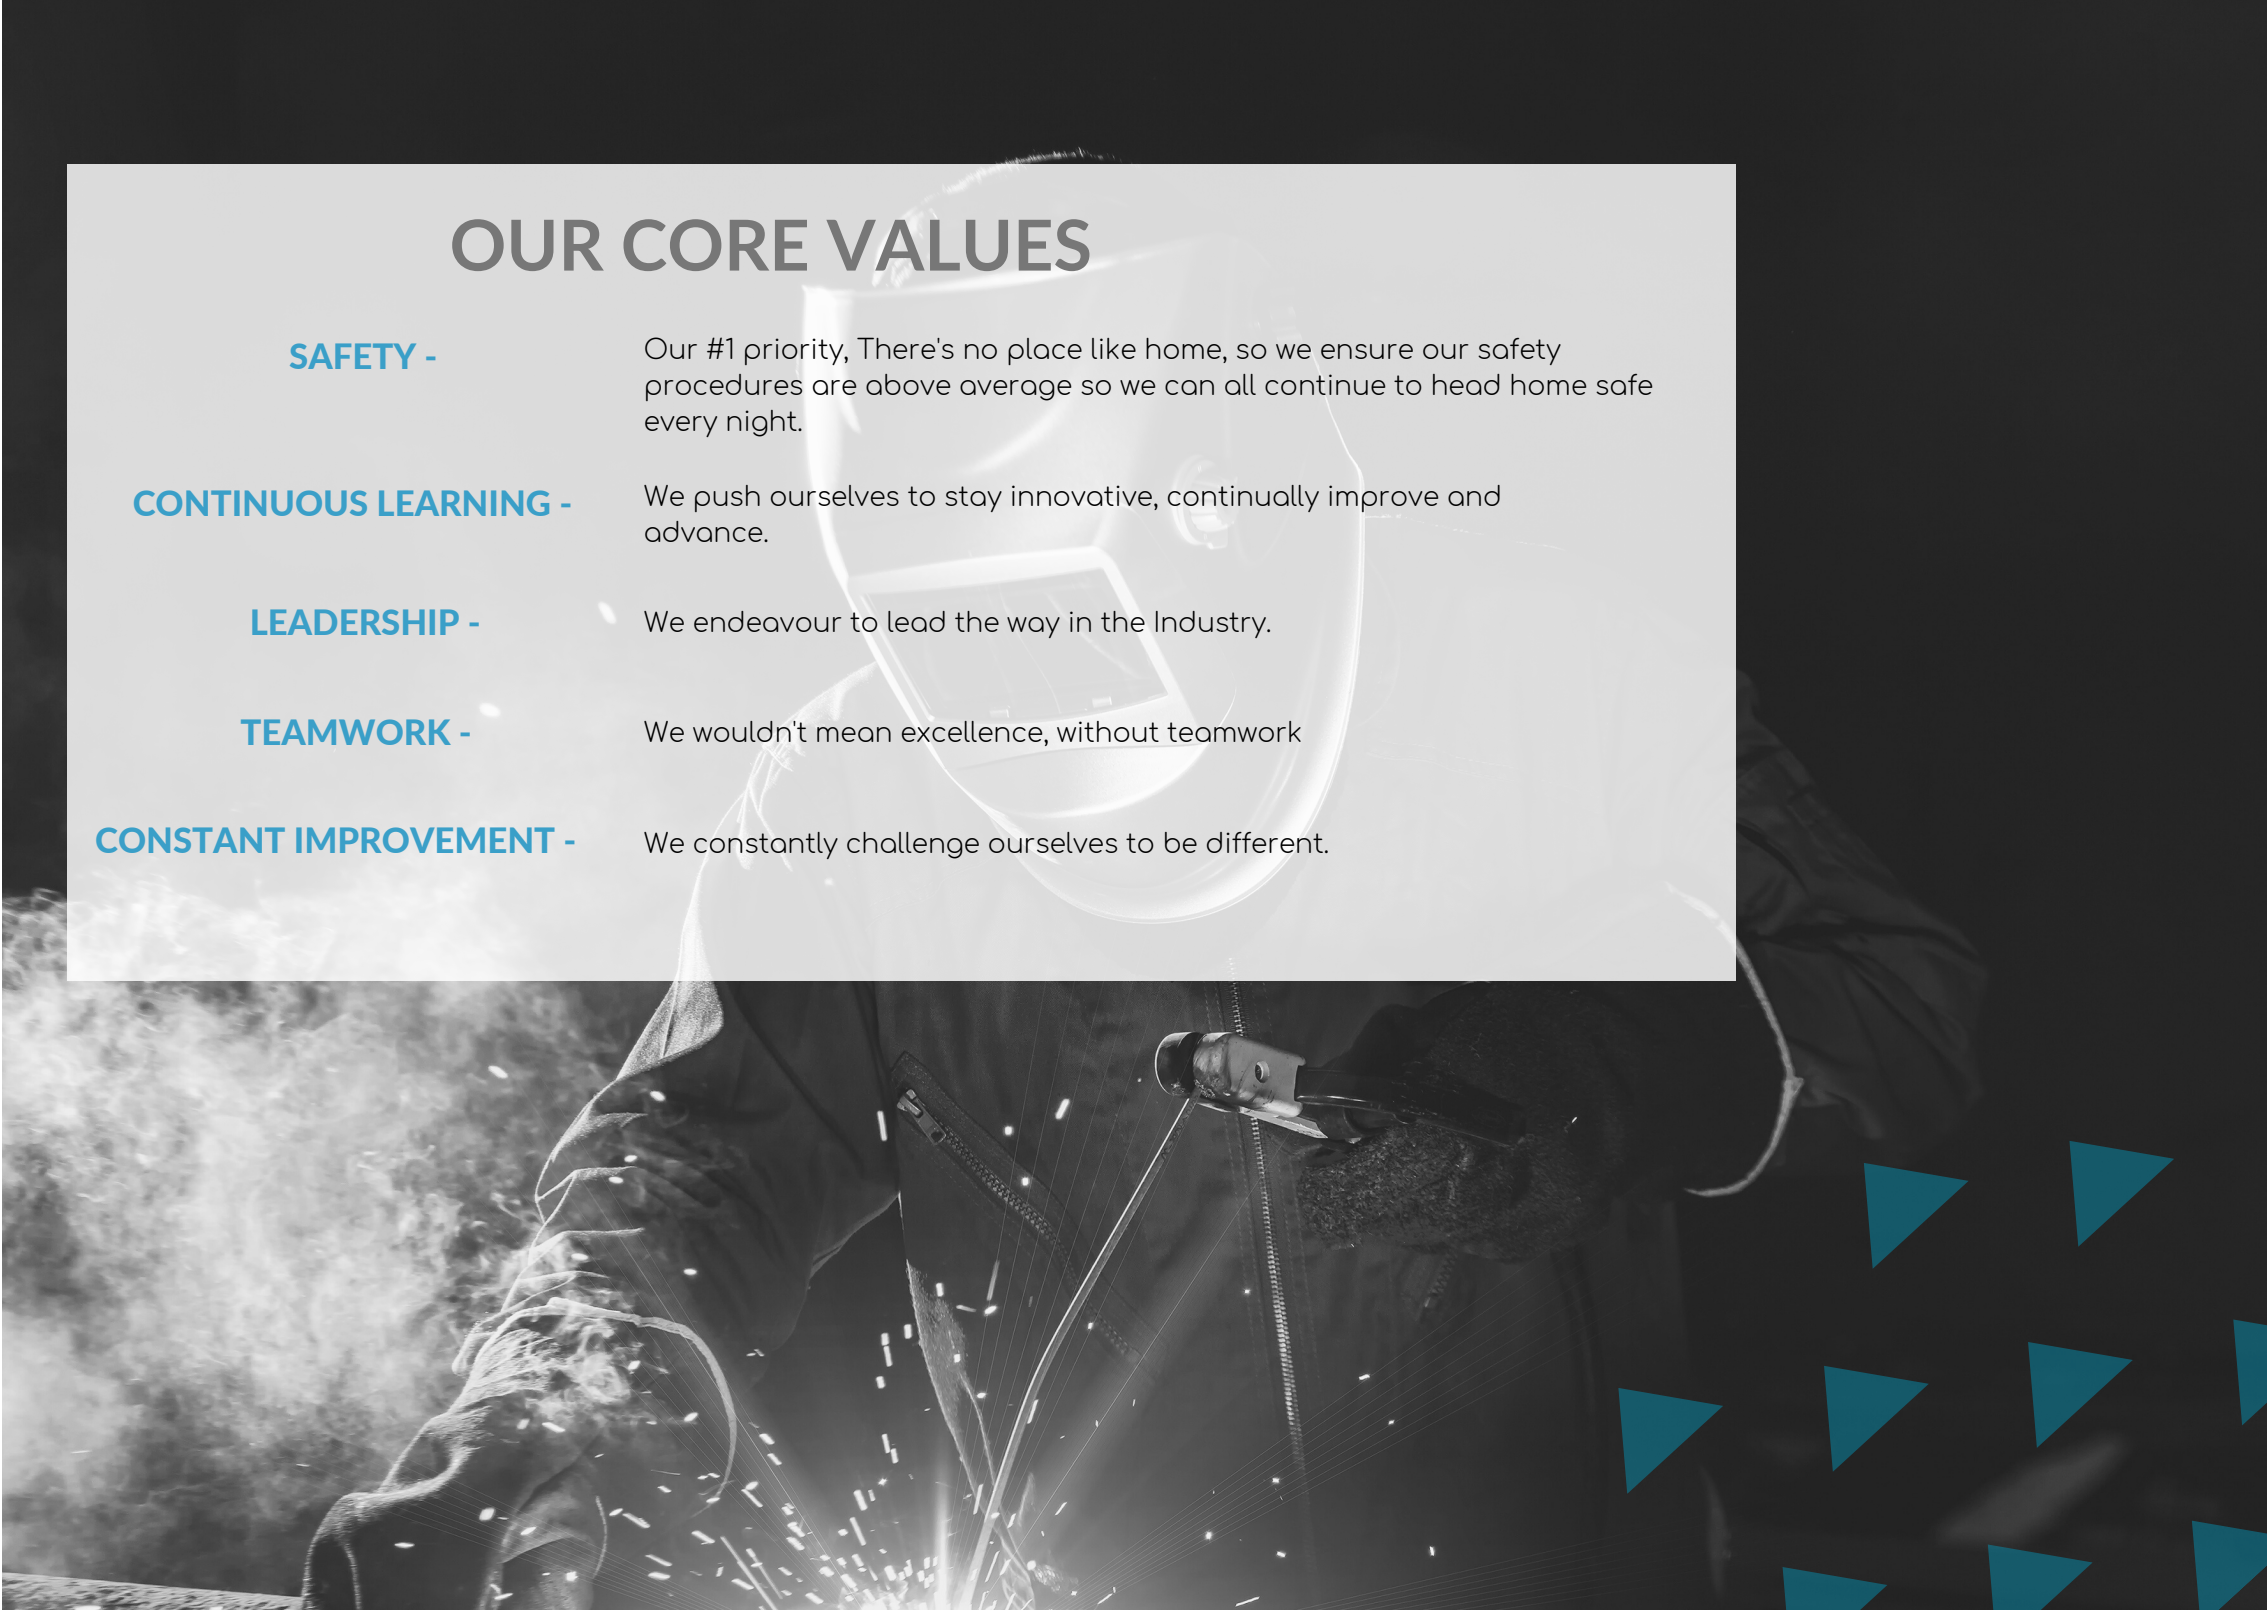 OUR CORE VALUES
SAFETY -
Our #1 priority, There's no place like home, so we ensure our safety
procedures are above average so we can all continue to head home safe
every night.
CONTINUOUS LEARNING -
We push ourselves to stay innovative, continually improve and
advance.
LEADERSHIP -
We endeavour to lead the way in the Industry.
TEAMWORK -
We wouldn't mean excellence, without teamwork
CONSTANT IMPROVEMENT -
We constantly challenge ourselves to be different.